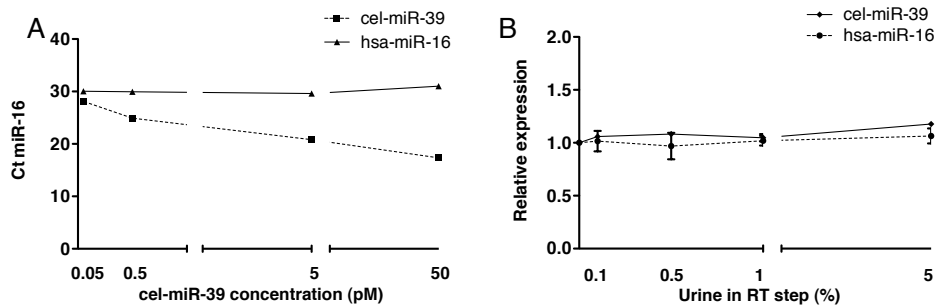 A
cel-miR-39
hsa-miR-16
Ct miR-16
40
30
20
10
0
0.05
0.5
5
50
cel-miR-39 concentration (pM)
B
cel-miR-39
hsa-miR-16
Relative expression
2.0
1.5
1.0
0.5
0.0
0.1
0.5
1
5
Urine in RT step (%)